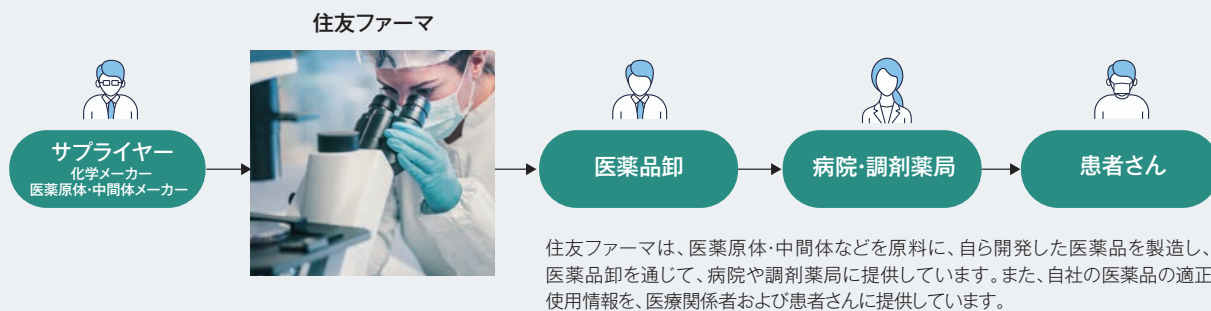 住友ファーマ
サプライヤー
化学メーカー
医薬原体・中間体メーカー
医薬品卸
病院・調剤薬局
患者さん
住友ファーマは、医薬原体・中間体などを原料に、自ら開発した医薬品を製造し、
医薬品卸を通じて、病院や調剤薬局に提供しています。また、自社の医薬品の適正
使用情報を、医療関係者および患者さんに提供しています。